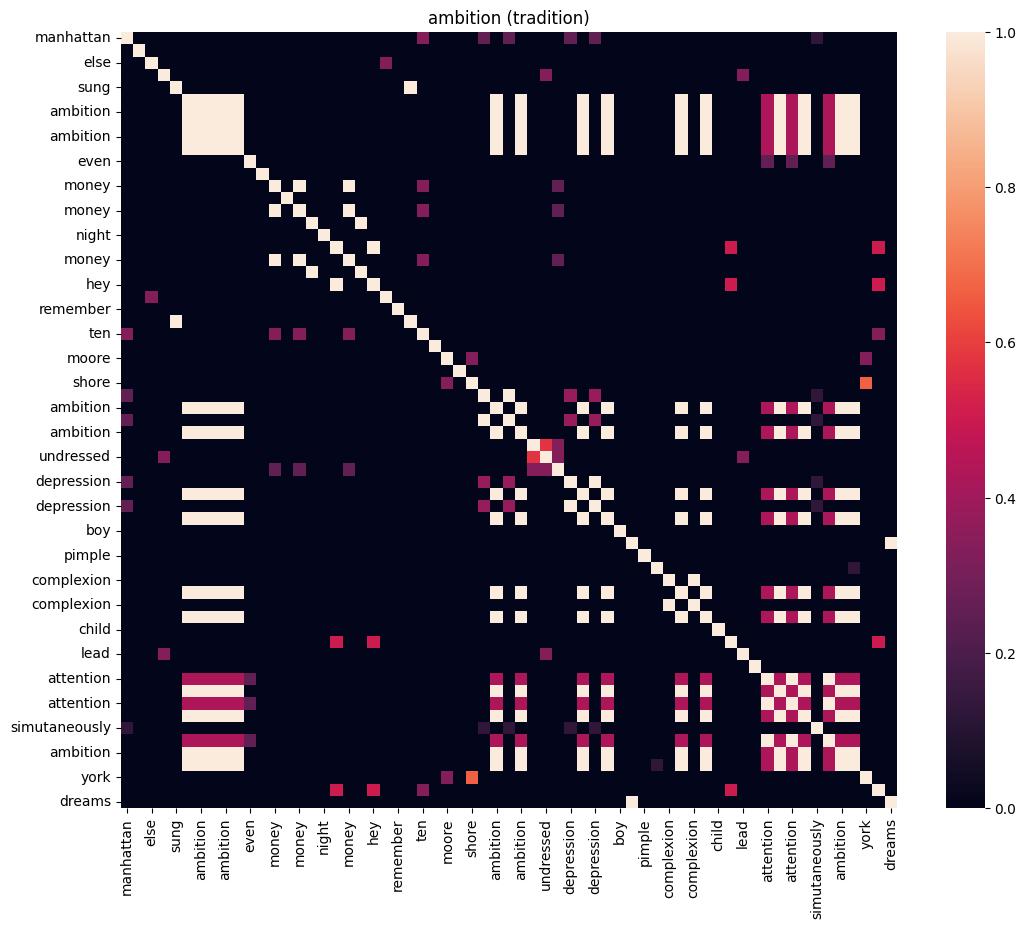 ambition (tradition)
manhattan
else
sung
ambition
ambition
even
money
money
night
money
hey
remember
ten
moore
shore
ambition
ambition
undressed
depression
depression
boy
pimple
complexion
complexion
child
lead
attention
attention
simutaneously
ambition
york
dreams
manhattan
else
sung
ambition
ambition
even
money
money
night
money
hey
remember
ten
moore
shore
ambition
ambition
undressed
depression
depression
boy
pimple
complexion
complexion
child
lead
attention
attention
simutaneously
ambition
york
dreams
1.0
0.8
0.6
0.4
0.2
0.0